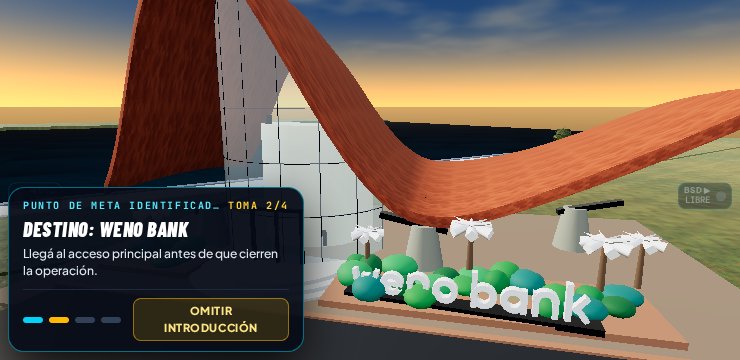 PUNTO DE META IDENTIFICAD… TOMA 2/4
DESTINO: WENO BANK
Llegá al acceso principal antes de que cierren
la operación.
OMITIR
INTRODUCCIÓN
BSD ▶
LIBRE
weno bank